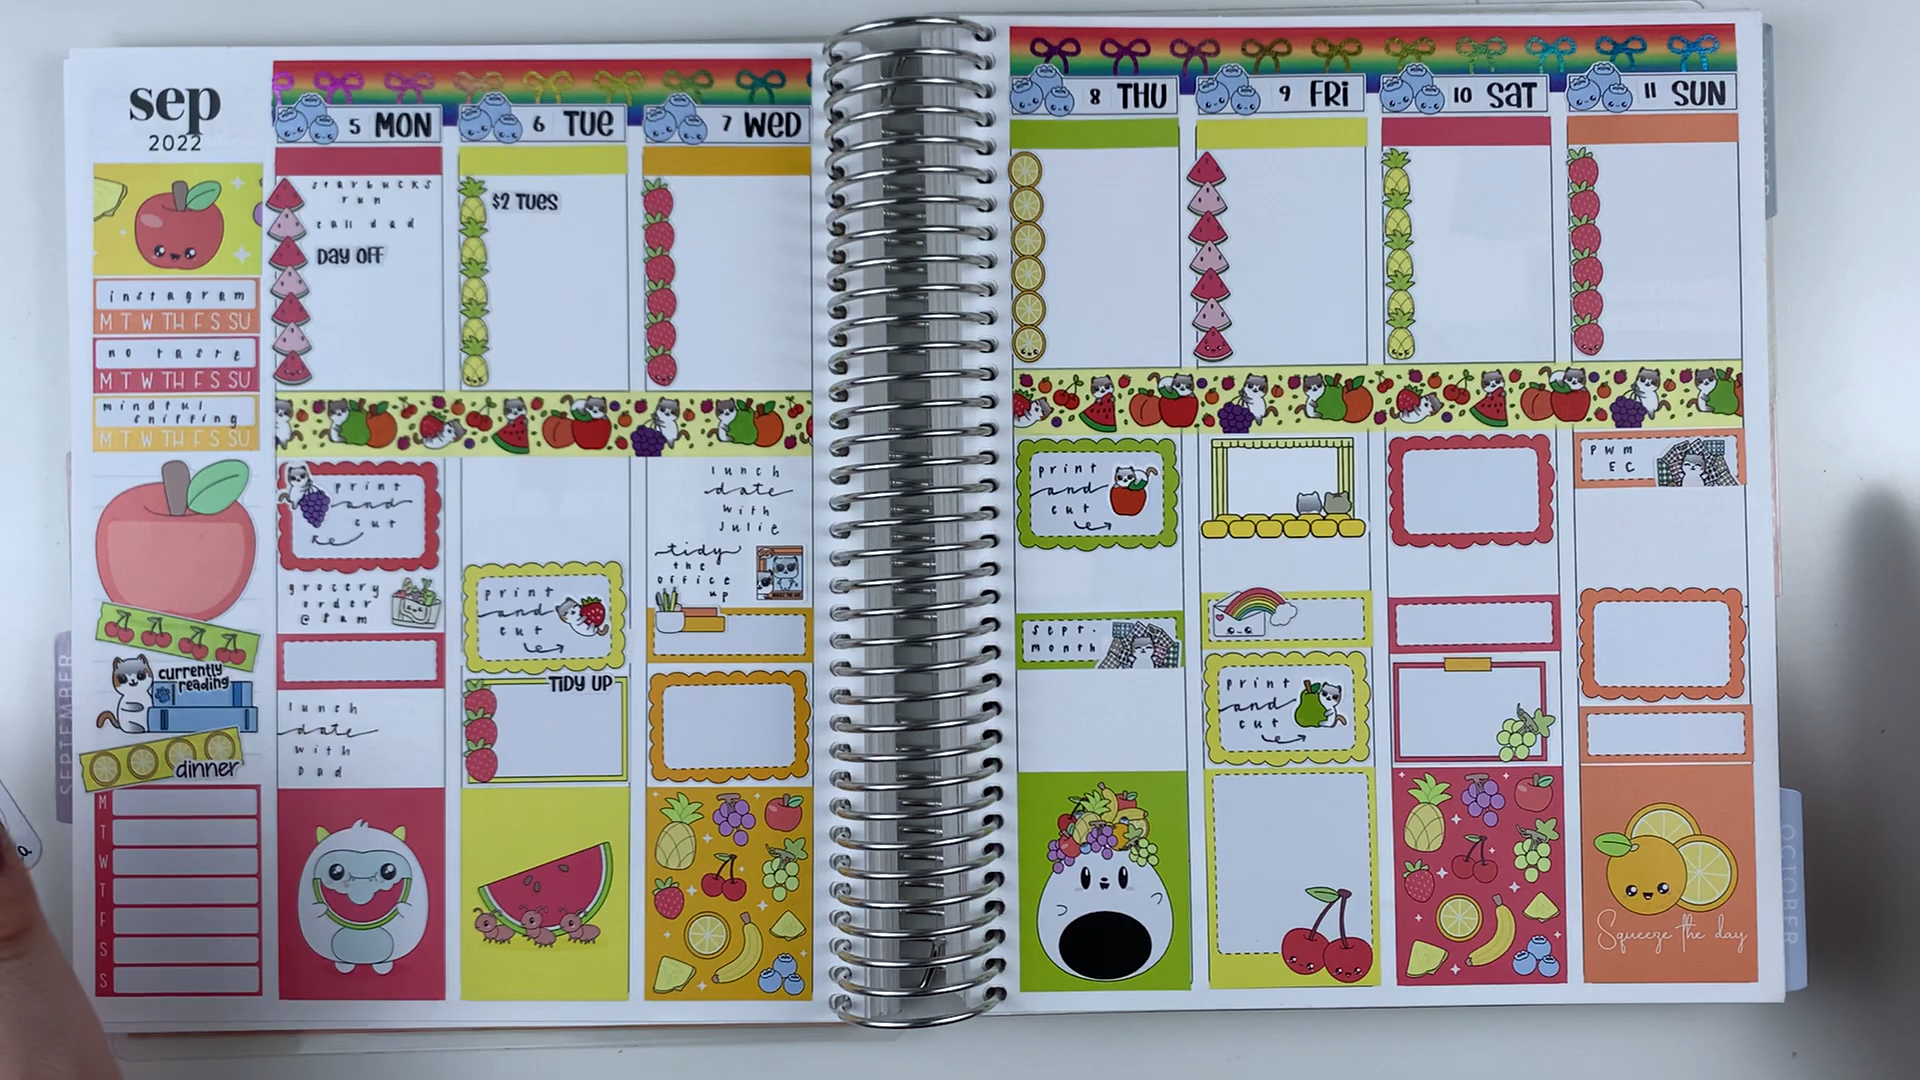 sep
2022
instagram
M T W TH F S SU
no taste
M T W TH F S SU
mindful
snipping
M T W TH F S SU
currently
reading
dinner
M
T
W
T
F
S
S
SEPTEMBER
5 MON
starbucks
run
call dad
DAY OFF
print
and
cut
grocery
order
@ 8am
lunch
date
with
Dad
6 TUE
$2 TUES
print
and
cut
TIDY UP
7 WED
lunch
date
with
Julie
tidy
the
office
up
8 THU
print
and
cut
sept.
month
9 FRI
print
and
cut
10 SAT
11 SUN
PWM
EC
Squeeze the day
OCTOBER